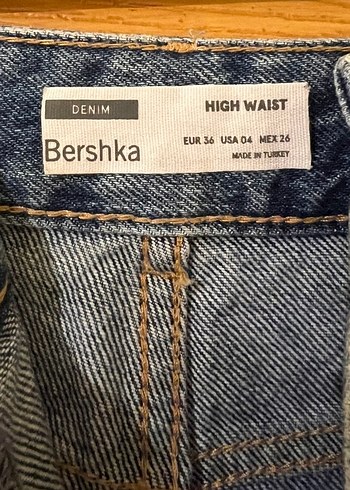 DENIM
HIGH WAIST
Bershka
EUR 36 USA 04 MEX 26
MADE IN TURKEY